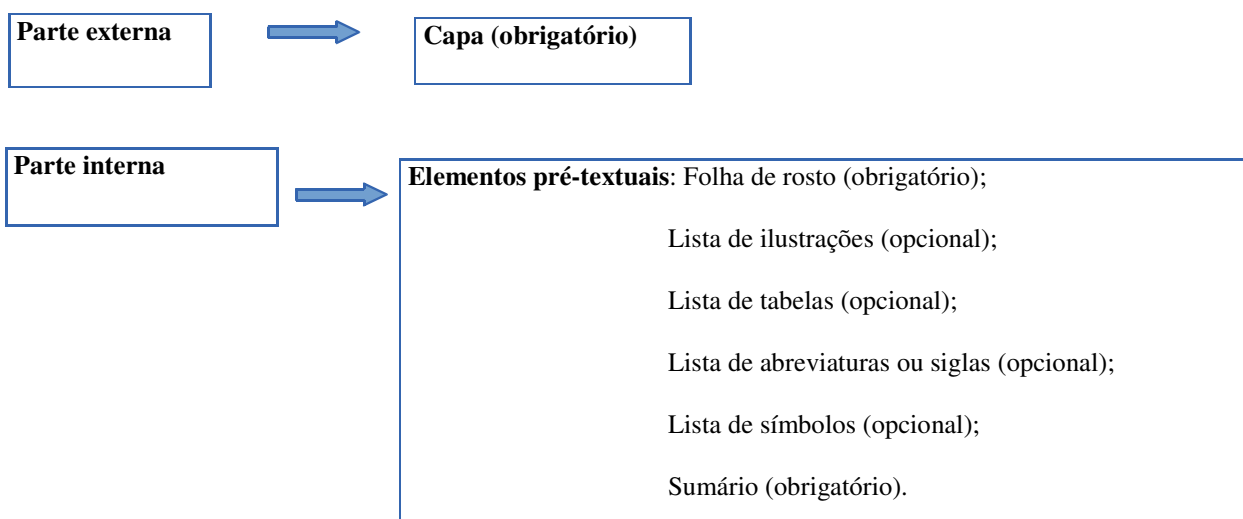 Parte externa
Capa (obrigatório)
Parte interna
Elementos pré-textuais: Folha de rosto (obrigatório);
Lista de ilustrações (opcional);
Lista de tabelas (opcional);
Lista de abreviaturas ou siglas (opcional);
Lista de símbolos (opcional);
Sumário (obrigatório).